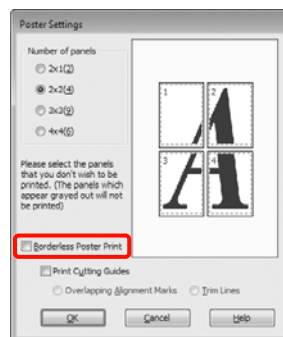 Poster Settings
Number of panels
2x1(2)
2x2(4)
3x3(9)
4x4(6)
1
2
3
4
Please select the panels
that you don't wish to be
printed. (The panels which
appear grayed out will not
be printed)
Borderless Poster Print
Print Cutting Guides
Overlapping Alignment Marks
Trim Lines
OK
Cancel
Help